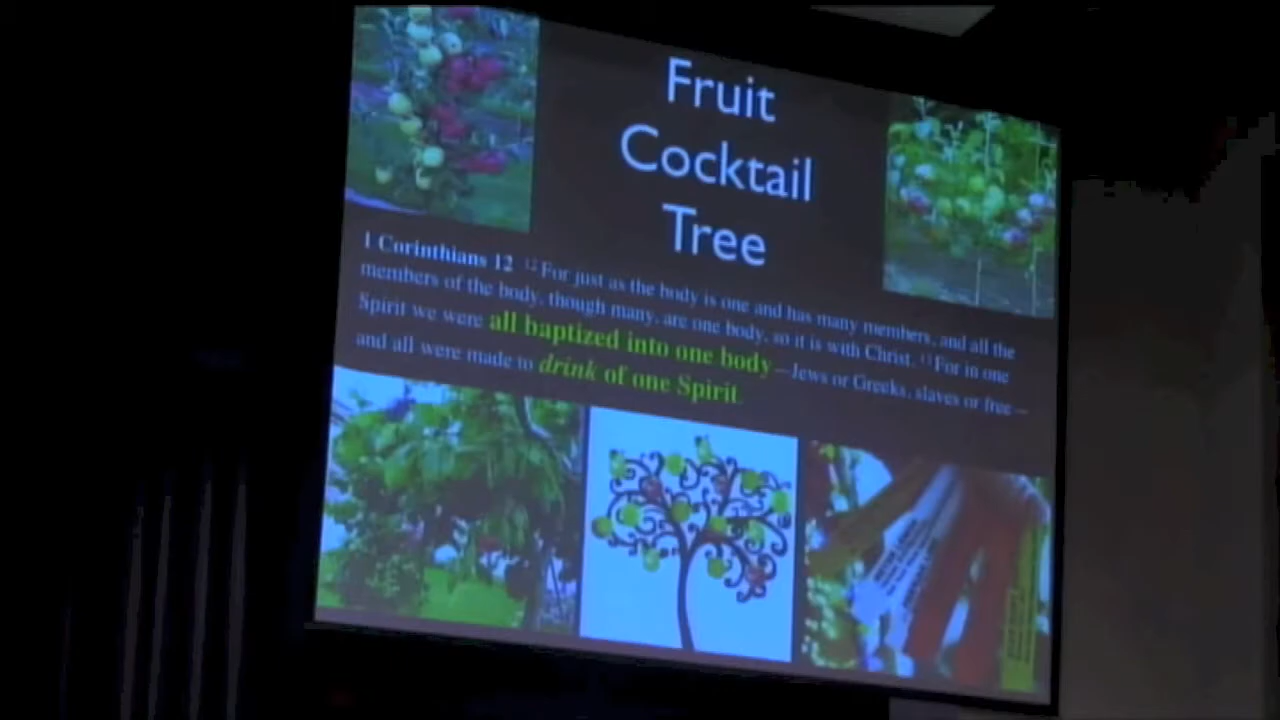 Fruit
Cocktail
Tree
1 Corinthians 12 12 For just as the body is one and has many members, and all the
members of the body, though many, are one body, so it is with Christ. 13 For in one
Spirit we were all baptized into one body—Jews or Greeks, slaves or free—
and all were made to drink of one Spirit.